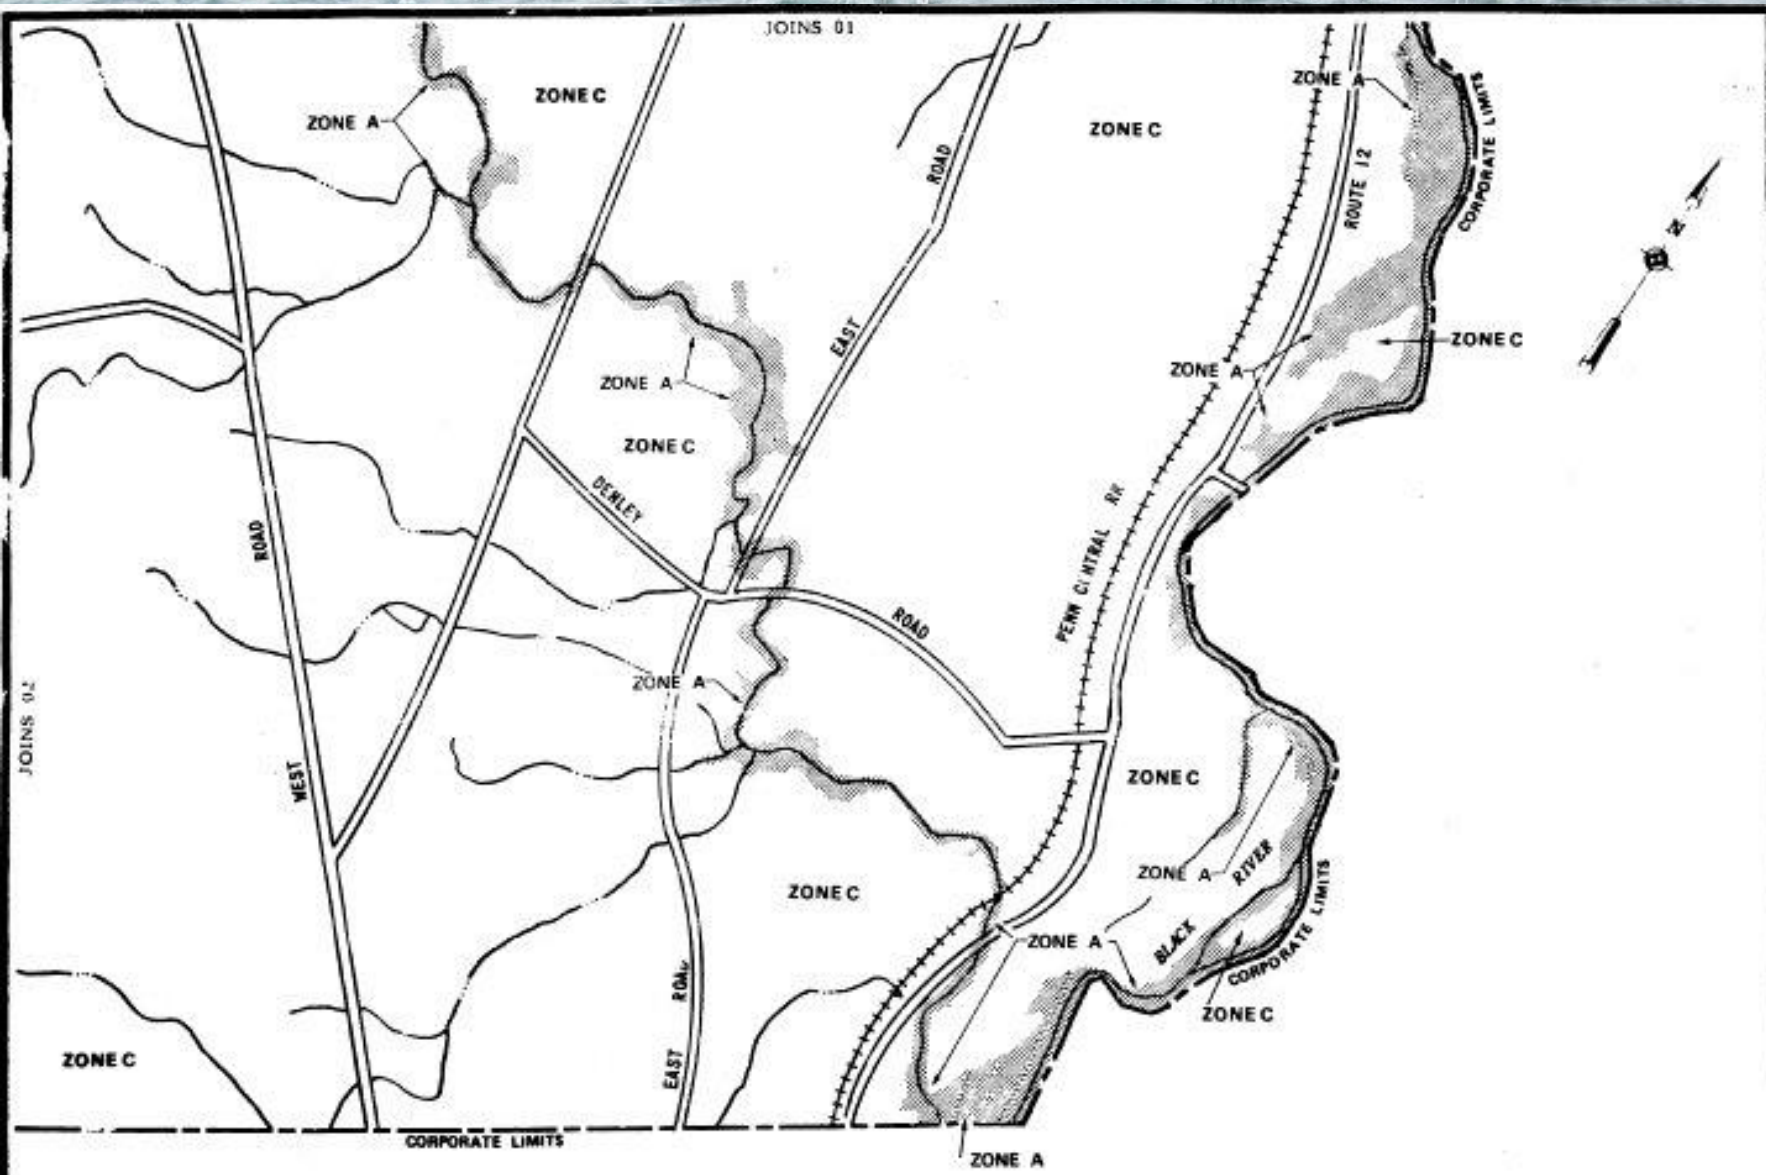 JOINS 01
ZONE A
ZONE C
ZONE C
ZONE A
CORPORATE LIMITS
ROAD
ROUTE 12
N
EAST
ZONE C
ZONE A
ZONE A
ZONE C
DENLEY
ROAD
PENN CENTRAL RR
ROAD
ZONE A
JOINS 02
WEST
ZONE C
ZONE A
RIVER
ZONE C
BLACK
ZONE A
CORPORATE LIMITS
ROAD
ZONE C
ZONE C
EAST
CORPORATE LIMITS
ZONE A